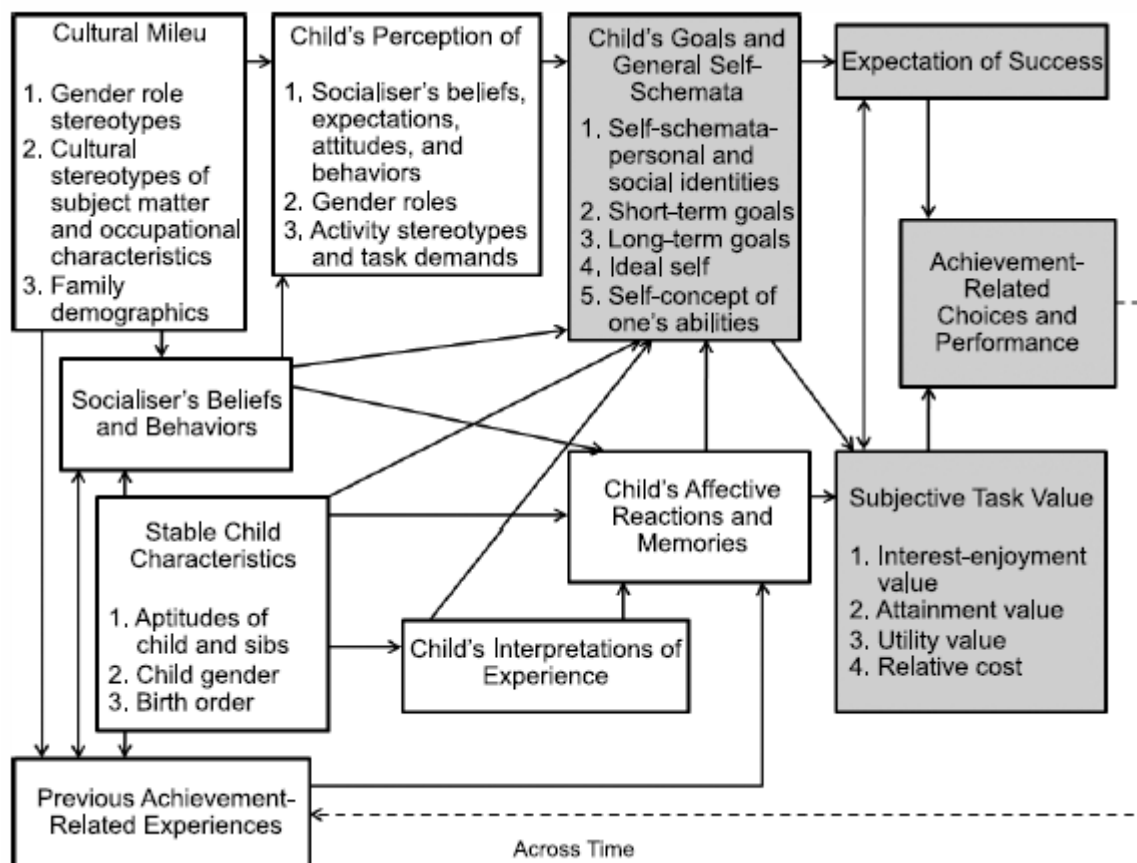 Cultural Mileu
1. Gender role
stereotypes
2. Cultural
stereotypes of
subject matter
and occupational
characteristics
3. Family
demographics
Child's Perception of
1. Socialiser's beliefs,
expectations,
attitudes, and
behaviors
2. Gender roles
3. Activity stereotypes
and task demands
Child's Goals and
General Self-
Schemata
1. Self-schemata-
personal and
social identities
2. Short-term goals
3. Long-term goals
4. Ideal self
5. Self-concept of
one's abilities
Expectation of Success
Achievement-
Related
Choices and
Performance
Socialiser's Beliefs
and Behaviors
Stable Child
Characteristics
1. Aptitudes of
child and sibs
2. Child gender
3. Birth order
Child's Affective
Reactions and
Memories
Subjective Task Value
1. Interest-enjoyment
value
2. Attainment value
3. Utility value
4. Relative cost
Child's Interpretations of
Experience
Previous Achievement-
Related Experiences
Across Time